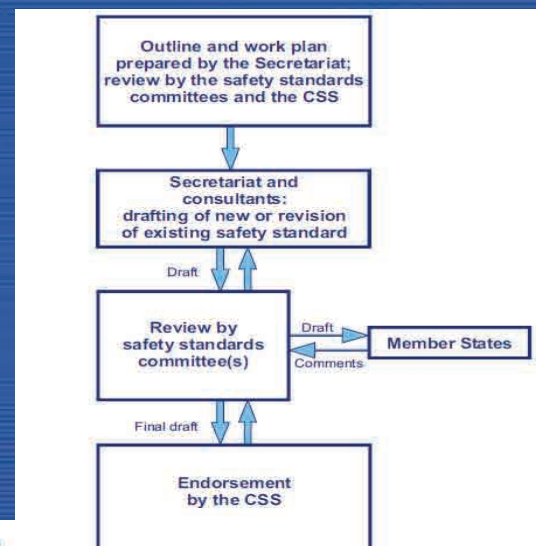 Outline and work plan
prepared by the Secretariat;
review by the safety standards
committees and the CSS
Secretariat and
consultants:
drafting of new or revision
of existing safety standard
Draft
Review by
safety standards
committee(s)
Draft
Comments
Member States
Final draft
Endorsement
by the CSS